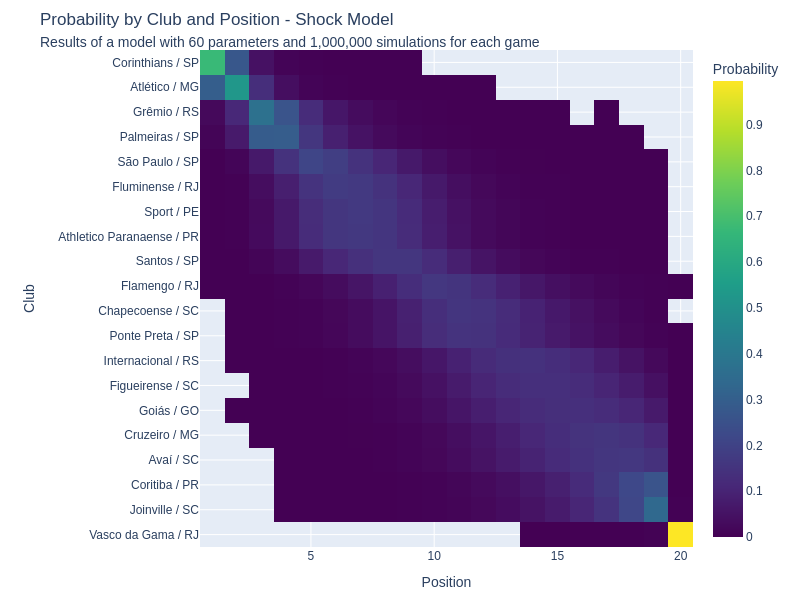 Probability by Club and Position - Shock Model
Results of a model with 60 parameters and 1,000,000 simulations for each game
Probability
Corinthians / SP
Atlético / MG
Grêmio / RS
Palmeiras / SP
São Paulo / SP
Fluminense / RJ
Sport / PE
Athletico Paranaense / PR
Santos / SP
Flamengo / RJ
Chapecoense / SC
Ponte Preta / SP
Internacional / RS
Figueirense / SC
Goiás / GO
Cruzeiro / MG
Avaí / SC
Coritiba / PR
Joinville / SC
Vasco da Gama / RJ
Club
5
10
15
20
Position
0.9
0.8
0.7
0.6
0.5
0.4
0.3
0.2
0.1
0